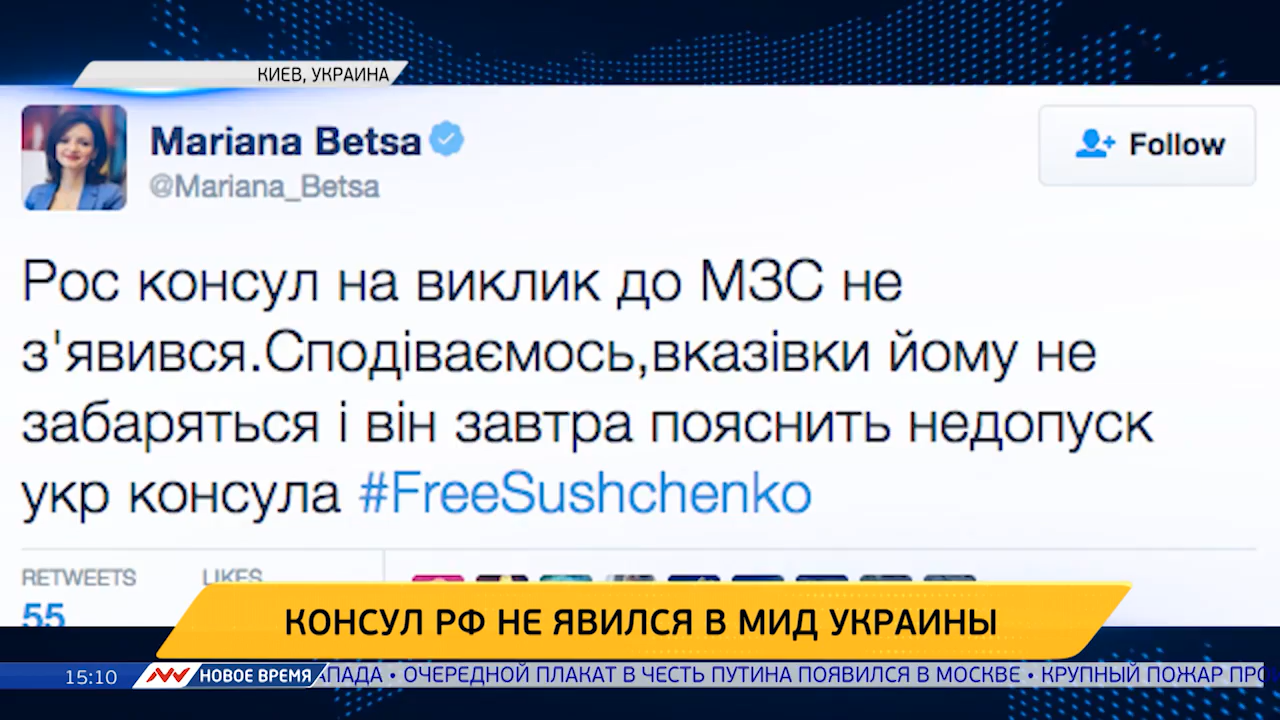 КИЕВ, УКРАИНА
Mariana Betsa
@Mariana_Betsa
Follow
Рос консул на виклик до МЗС не
з'явився.Сподіваємось,вказівки йому не
забаряться і він завтра пояснить недопуск
укр консула #FreeSushchenko
RETWEETS LIKES
55
КОНСУЛ РФ НЕ ЯВИЛСЯ В МИД УКРАИНЫ
15:10 НОВОЕ ВРЕМЯ • ОЧЕРЕДНОЙ ПЛАКАТ В ЧЕСТЬ ПУТИНА ПОЯВИЛСЯ В МОСКВЕ • КРУПНЫЙ ПОЖАР